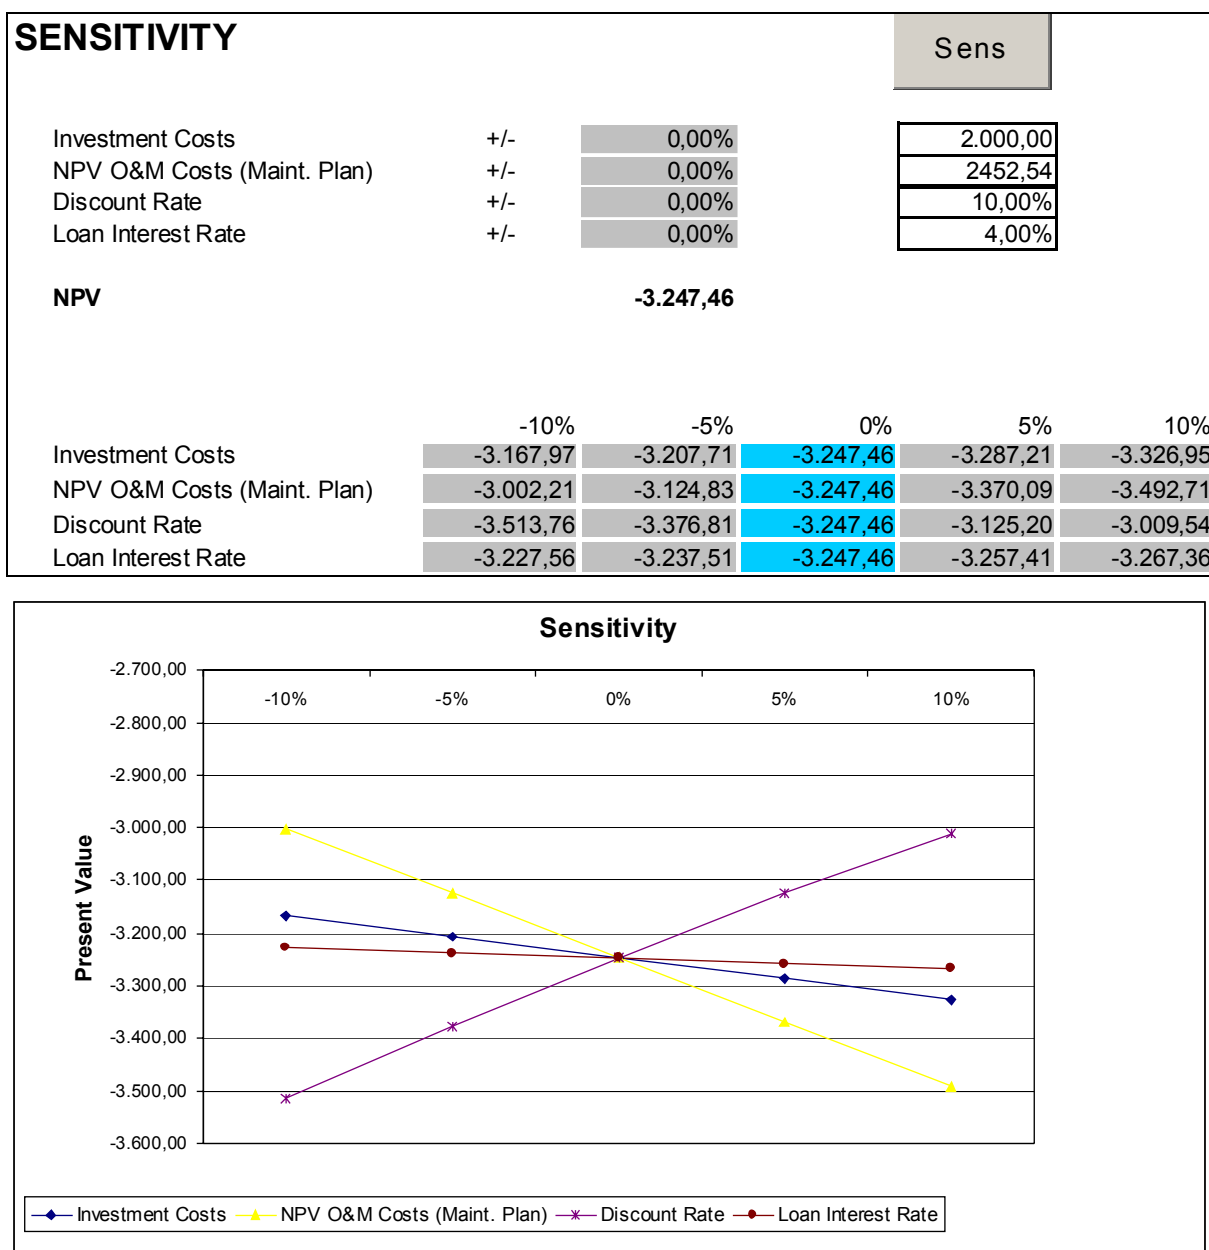 SENSITIVITY
Sens
Investment Costs +/- 0,00% 2.000,00
NPV O&M Costs (Maint. Plan) +/- 0,00% 2452,54
Discount Rate +/- 0,00% 10,00%
Loan Interest Rate +/- 0,00% 4,00%
NPV -3.247,46
-10% -5% 0% 5% 10%
Investment Costs -3.167,97 -3.207,71 -3.247,46 -3.287,21 -3.326,95
NPV O&M Costs (Maint. Plan) -3.002,21 -3.124,83 -3.247,46 -3.370,09 -3.492,71
Discount Rate -3.513,76 -3.376,81 -3.247,46 -3.125,20 -3.009,54
Loan Interest Rate -3.227,56 -3.237,51 -3.247,46 -3.257,41 -3.267,36
Sensitivity
-2.700,00
-10% -5% 0% 5% 10%
-2.800,00
-2.900,00
-3.000,00
-3.100,00
-3.200,00
-3.300,00
-3.400,00
-3.500,00
-3.600,00
Present Value
Investment Costs NPV O&M Costs (Maint. Plan) Discount Rate Loan Interest Rate